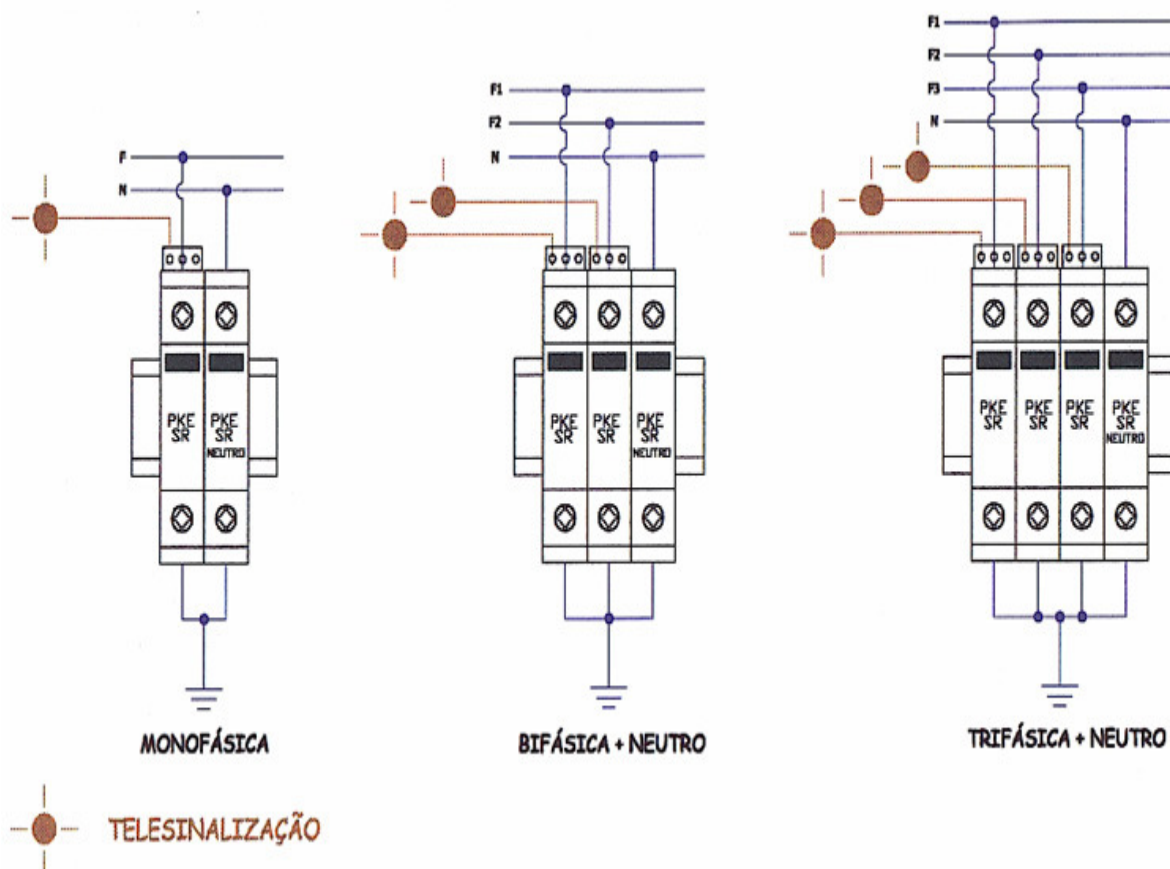 F
N
PKE
SR
PKE
SR
NEUTRO
MONOFÁSICA
F1
F2
N
PKE
SR
PKE
SR
PKE
SR
NEUTRO
BIFÁSICA + NEUTRO
F1
F2
F3
N
PKE
SR
PKE
SR
PKE
SR
PKE
SR
NEUTRO
TRIFÁSICA + NEUTRO
TELESINALIZAÇÃO